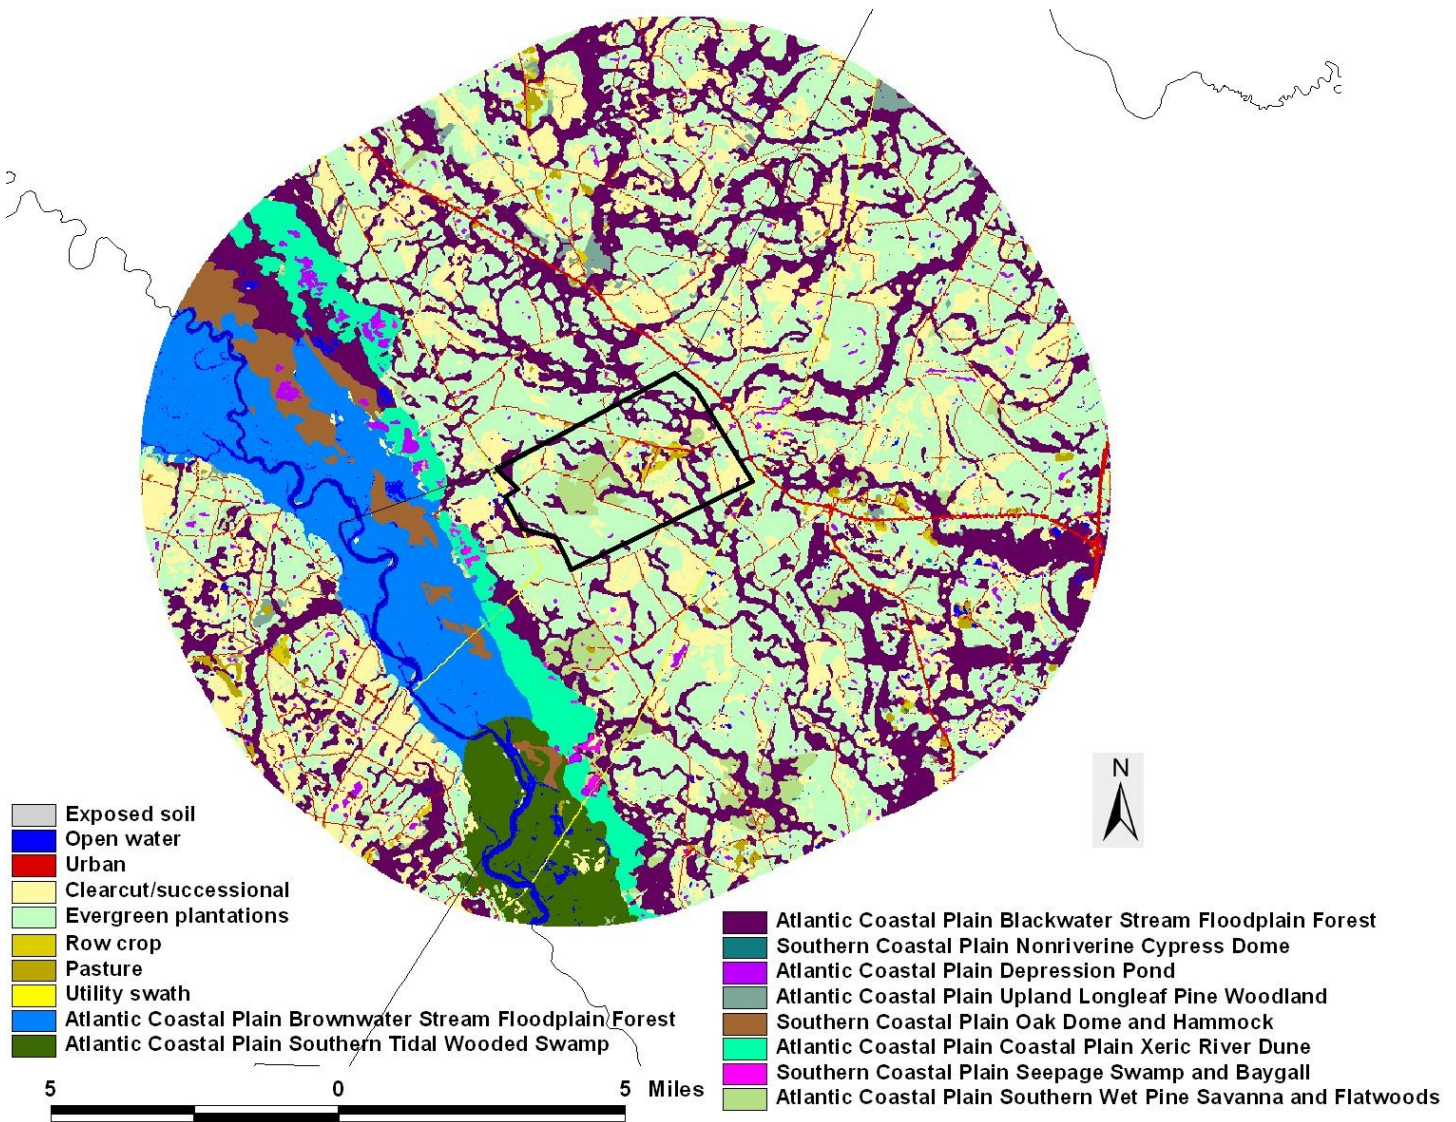 N
Exposed soil
Open water
Urban
Clearcut/successional
Evergreen plantations
Row crop
Pasture
Utility swath
Atlantic Coastal Plain Brownwater Stream Floodplain Forest
Atlantic Coastal Plain Southern Tidal Wooded Swamp
Atlantic Coastal Plain Blackwater Stream Floodplain Forest
Southern Coastal Plain Nonriverine Cypress Dome
Atlantic Coastal Plain Depression Pond
Atlantic Coastal Plain Upland Longleaf Pine Woodland
Southern Coastal Plain Oak Dome and Hammock
Atlantic Coastal Plain Coastal Plain Xeric River Dune
Southern Coastal Plain Seepage Swamp and Baygall
Atlantic Coastal Plain Southern Wet Pine Savanna and Flatwoods
5 0 5 Miles